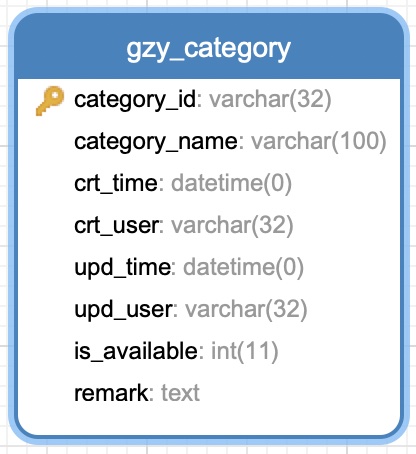 gzy_category
category_id: varchar(32)
category_name: varchar(100)
crt_time: datetime(0)
crt_user: varchar(32)
upd_time: datetime(0)
upd_user: varchar(32)
is_available: int(11)
remark: text